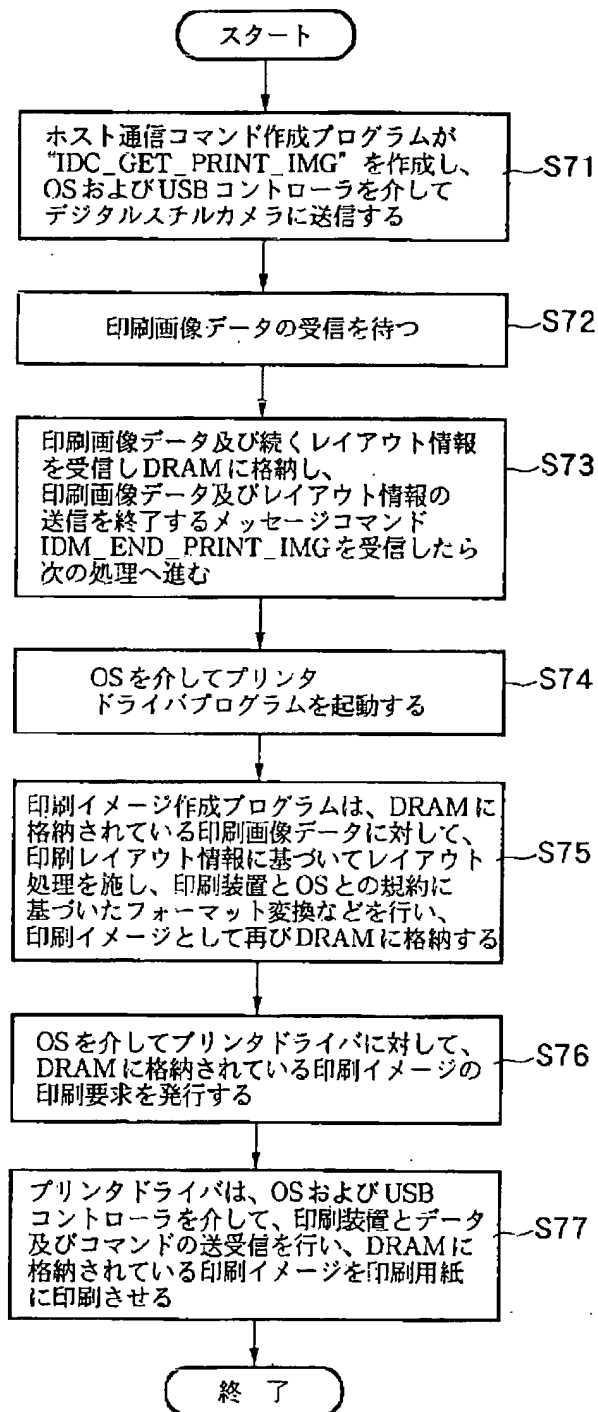 スタート
ホスト通信コマンド作成プログラムが
"IDC_GET_PRINT_IMG"を作成し、
OSおよびUSBコントローラを介して
デジタルスチルカメラに送信する
S71
印刷画像データの受信を待つ
S72
印刷画像データ及び続くレイアウト情報
を受信しDRAMに格納し、
印刷画像データ及びレイアウト情報の
送信を終了するメッセージコマンド
IDM_END_PRINT_IMGを受信したら
次の処理へ進む
S73
OSを介してプリンタ
ドライバプログラムを起動する
S74
印刷イメージ作成プログラムは、DRAMに
格納されている印刷画像データに対して、
印刷レイアウト情報に基づいてレイアウト
処理を施し、印刷装置とOSとの規約に
基づいたフォーマット変換などを行い、
印刷イメージとして再びDRAMに格納する
S75
OSを介してプリンタドライバに対して、
DRAMに格納されている印刷イメージの
印刷要求を発行する
S76
プリンタドライバは、OSおよびUSB
コントローラを介して、印刷装置とデータ
及びコマンドの送受信を行い、DRAMに
格納されている印刷イメージを印刷用紙
に印刷させる
S77
終 了